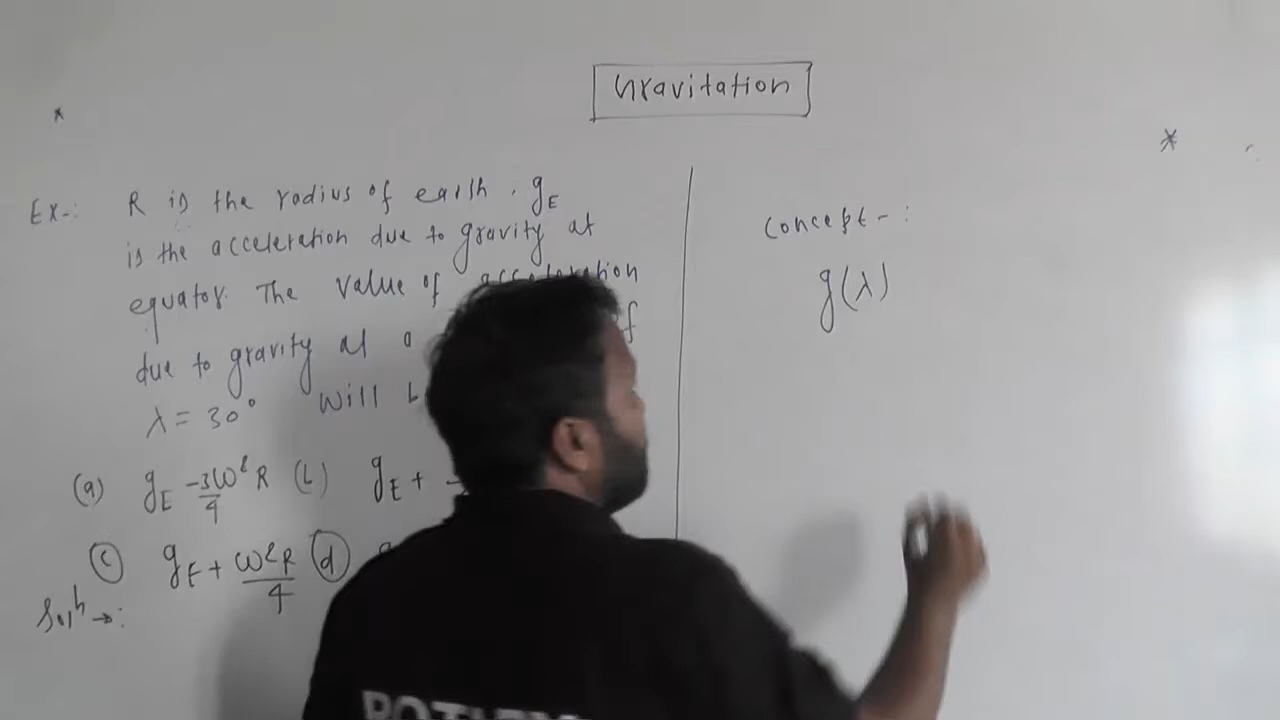 Gravitation
*
*
Ex-: R is the radius of earth. gE
is the acceleration due to gravity at
equator. The value of acceleration
due to gravity at a of
λ = 30° will
(a) gE -3ω²R/4 (b) gE +
(c) gE + ω²R/4 (d)
Solⁿ →:
Concept-:
g(λ)